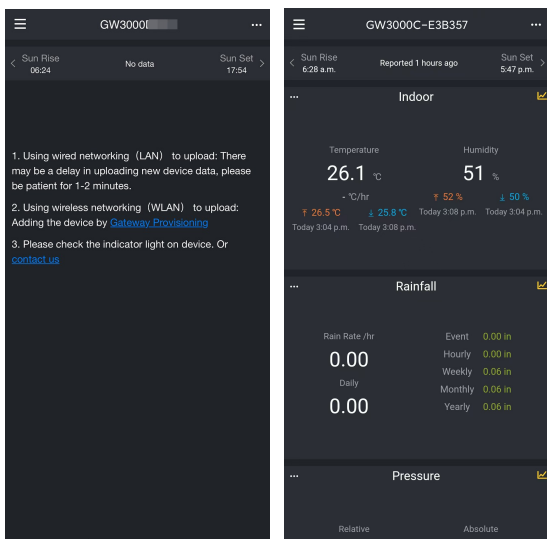 GW3000
Sun Rise
06:24
No data
Sun Set
17:54
1. Using wired networking (LAN) to upload: There
may be a delay in uploading new device data, please
be patient for 1-2 minutes.
2. Using wireless networking (WLAN) to upload:
Adding the device by Gateway Provisioning
3. Please check the indicator light on device. Or
contact us
GW3000C-E3B357
Sun Rise
6:28 a.m.
Reported 1 hours ago
Sun Set
5:47 p.m.
Indoor
Temperature
Humidity
26.1 ℃
51 %
- ℃/hr
52 %
50 %
26.5 ℃
25.8 ℃
Today 3:08 p.m.
Today 3:04 p.m.
Today 3:04 p.m.
Today 3:08 p.m.
Rainfall
Rain Rate /hr
0.00
Daily
0.00
Event 0.00 in
Hourly 0.00 in
Weekly 0.06 in
Monthly 0.06 in
Yearly 0.06 in
Pressure
Relative
Absolute